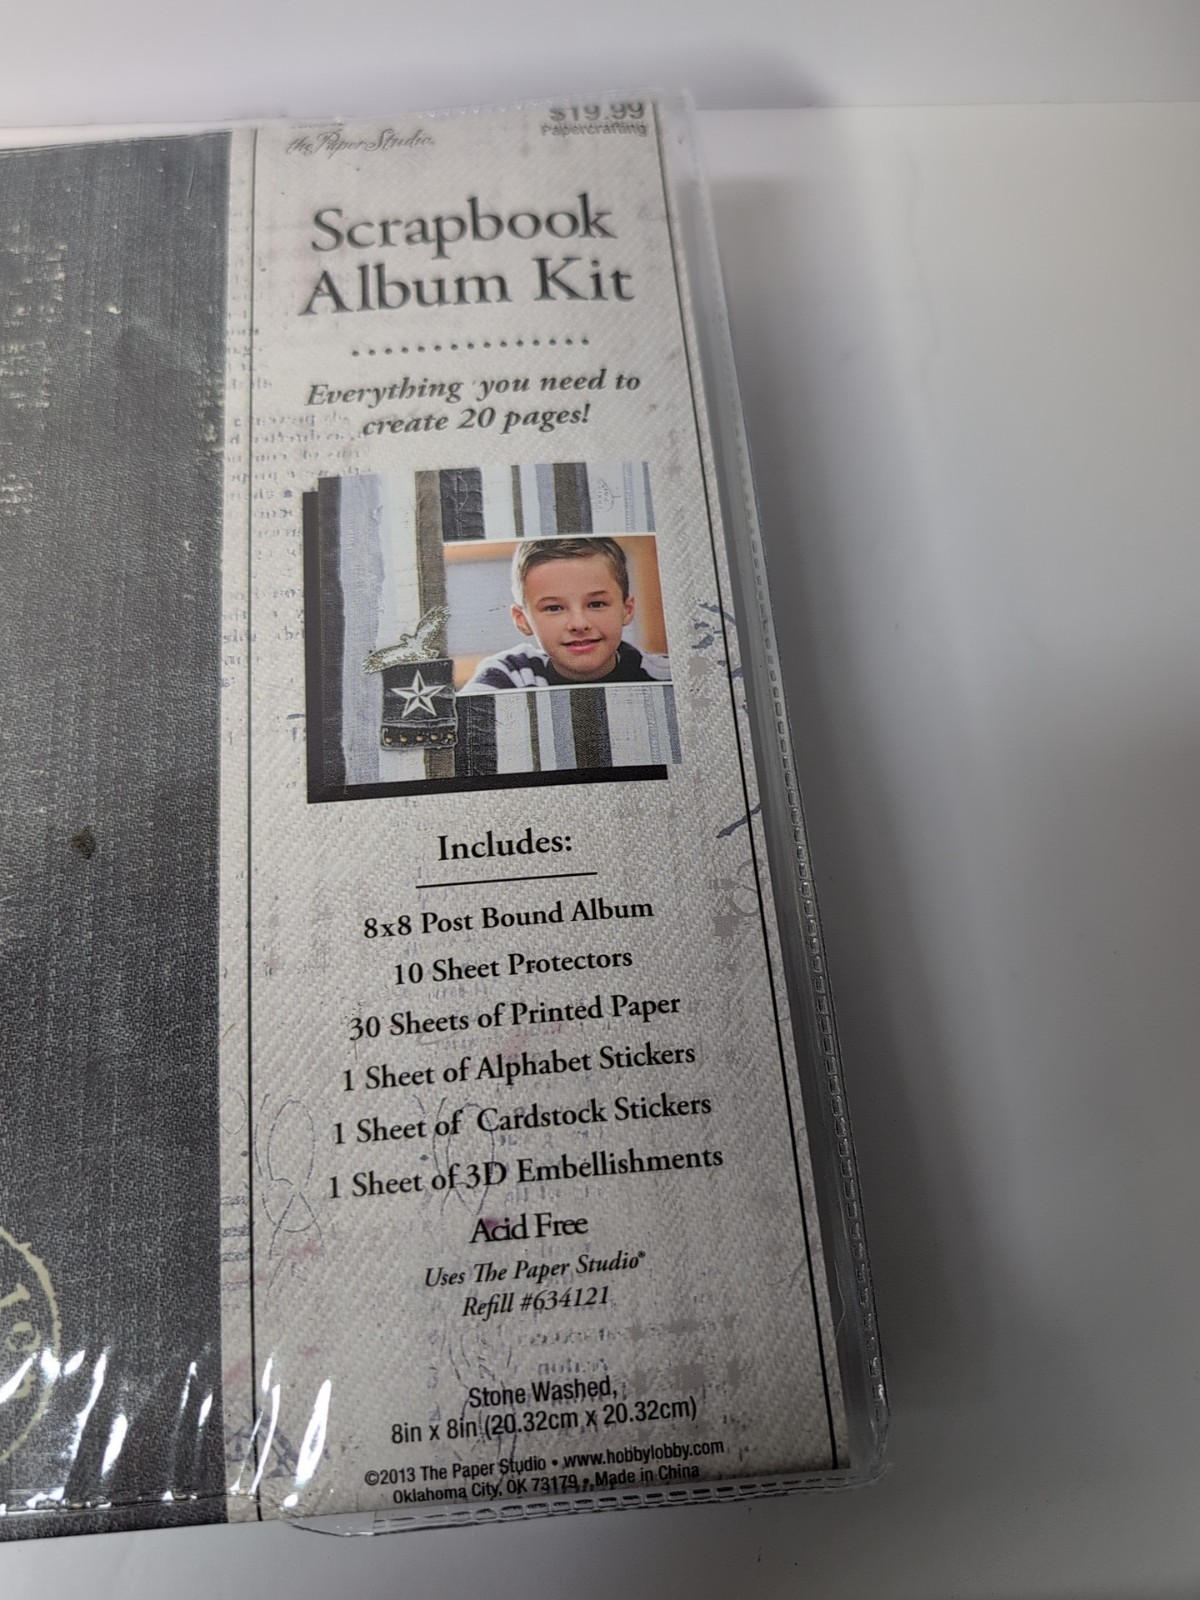 $19.99
the Paper Studio
Papercrafting
Scrapbook
Album Kit
Everything you need to
create 20 pages!
Includes:
8x8 Post Bound Album
10 Sheet Protectors
30 Sheets of Printed Paper
1 Sheet of Alphabet Stickers
1 Sheet of Cardstock Stickers
1 Sheet of 3D Embellishments
Acid Free
Uses The Paper Studio®
Refill #634121
Stone Washed,
8in x 8in (20.32cm x 20.32cm)
©2013 The Paper Studio • www.hobbylobby.com
Oklahoma City, OK 73179 • Made in China